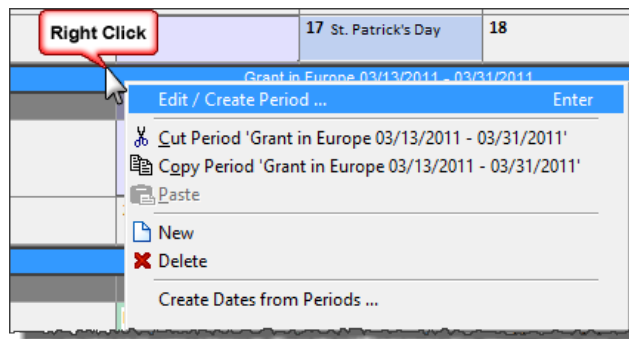 Right Click
17 St. Patrick's Day
18
Grant in Europe 03/13/2011 - 03/31/2011
Edit / Create Period ... Enter
Cut Period 'Grant in Europe 03/13/2011 - 03/31/2011'
Copy Period 'Grant in Europe 03/13/2011 - 03/31/2011'
Paste
New
Delete
Create Dates from Periods ...